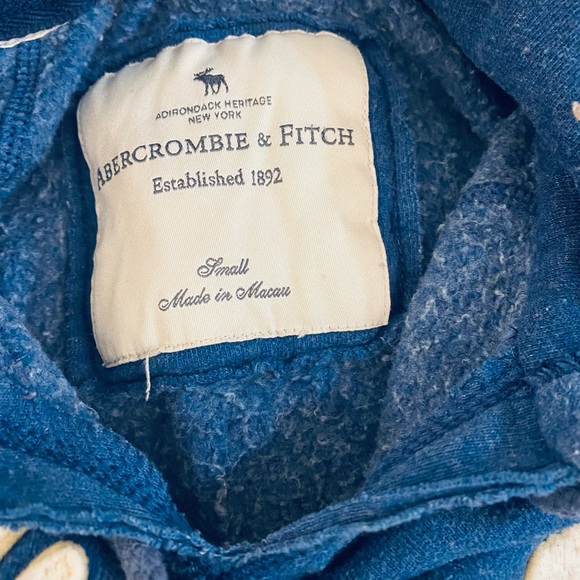 ADIRONDACK HERITAGE
NEW YORK
ABERCROMBIE & FITCH
Established 1892
Small
Made in Macau